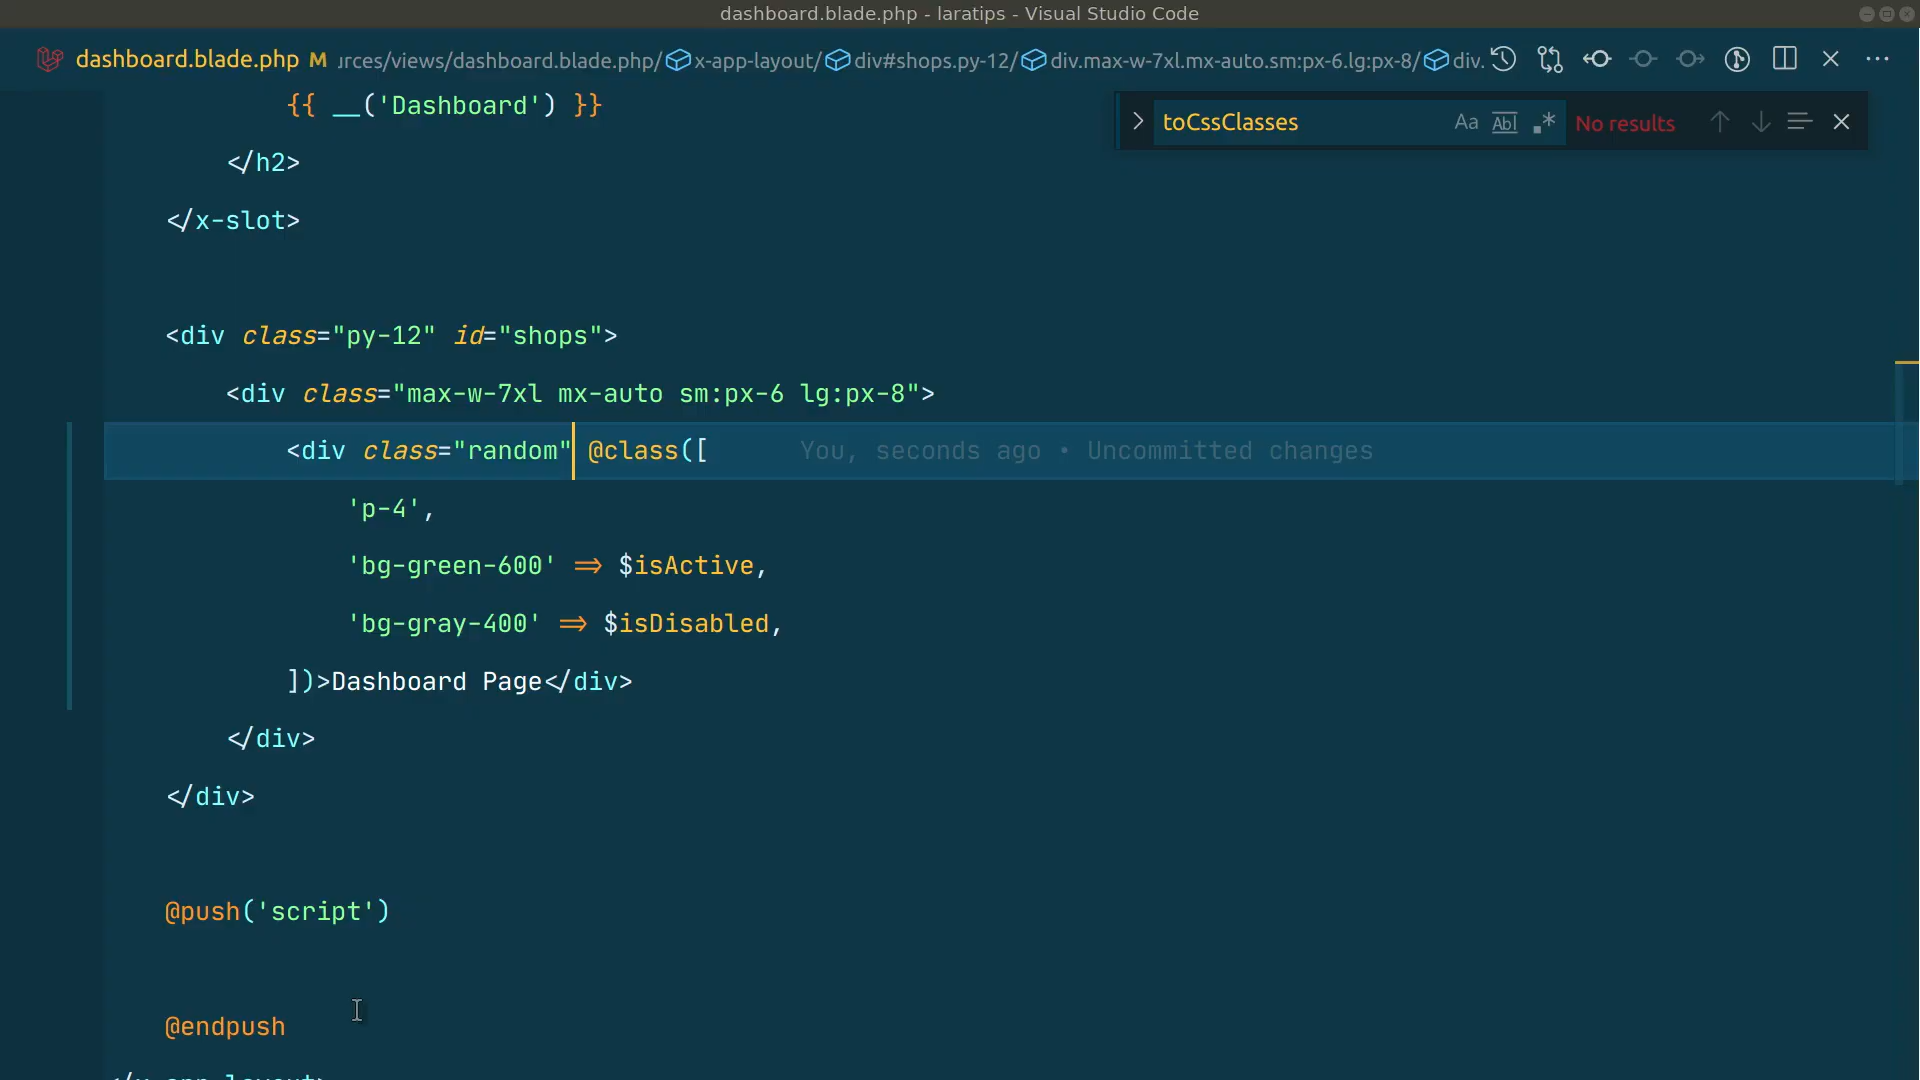 dashboard.blade.php - laratips - Visual Studio Code
dashboard.blade.php M rces/views/dashboard.blade.php/ x-app-layout/ div#shops.py-12/ div.max-w-7xl.mx-auto.sm:px-6.lg:px-8/ div.
toCssClasses Aa Abl .* No results
{{ __('Dashboard') }}
</h2>
</x-slot>
<div class="py-12" id="shops">
<div class="max-w-7xl mx-auto sm:px-6 lg:px-8">
<div class="random" @class([ You, seconds ago • Uncommitted changes
'p-4',
'bg-green-600' => $isActive,
'bg-gray-400' => $isDisabled,
])>Dashboard Page</div>
</div>
</div>
@push('script')
@endpush